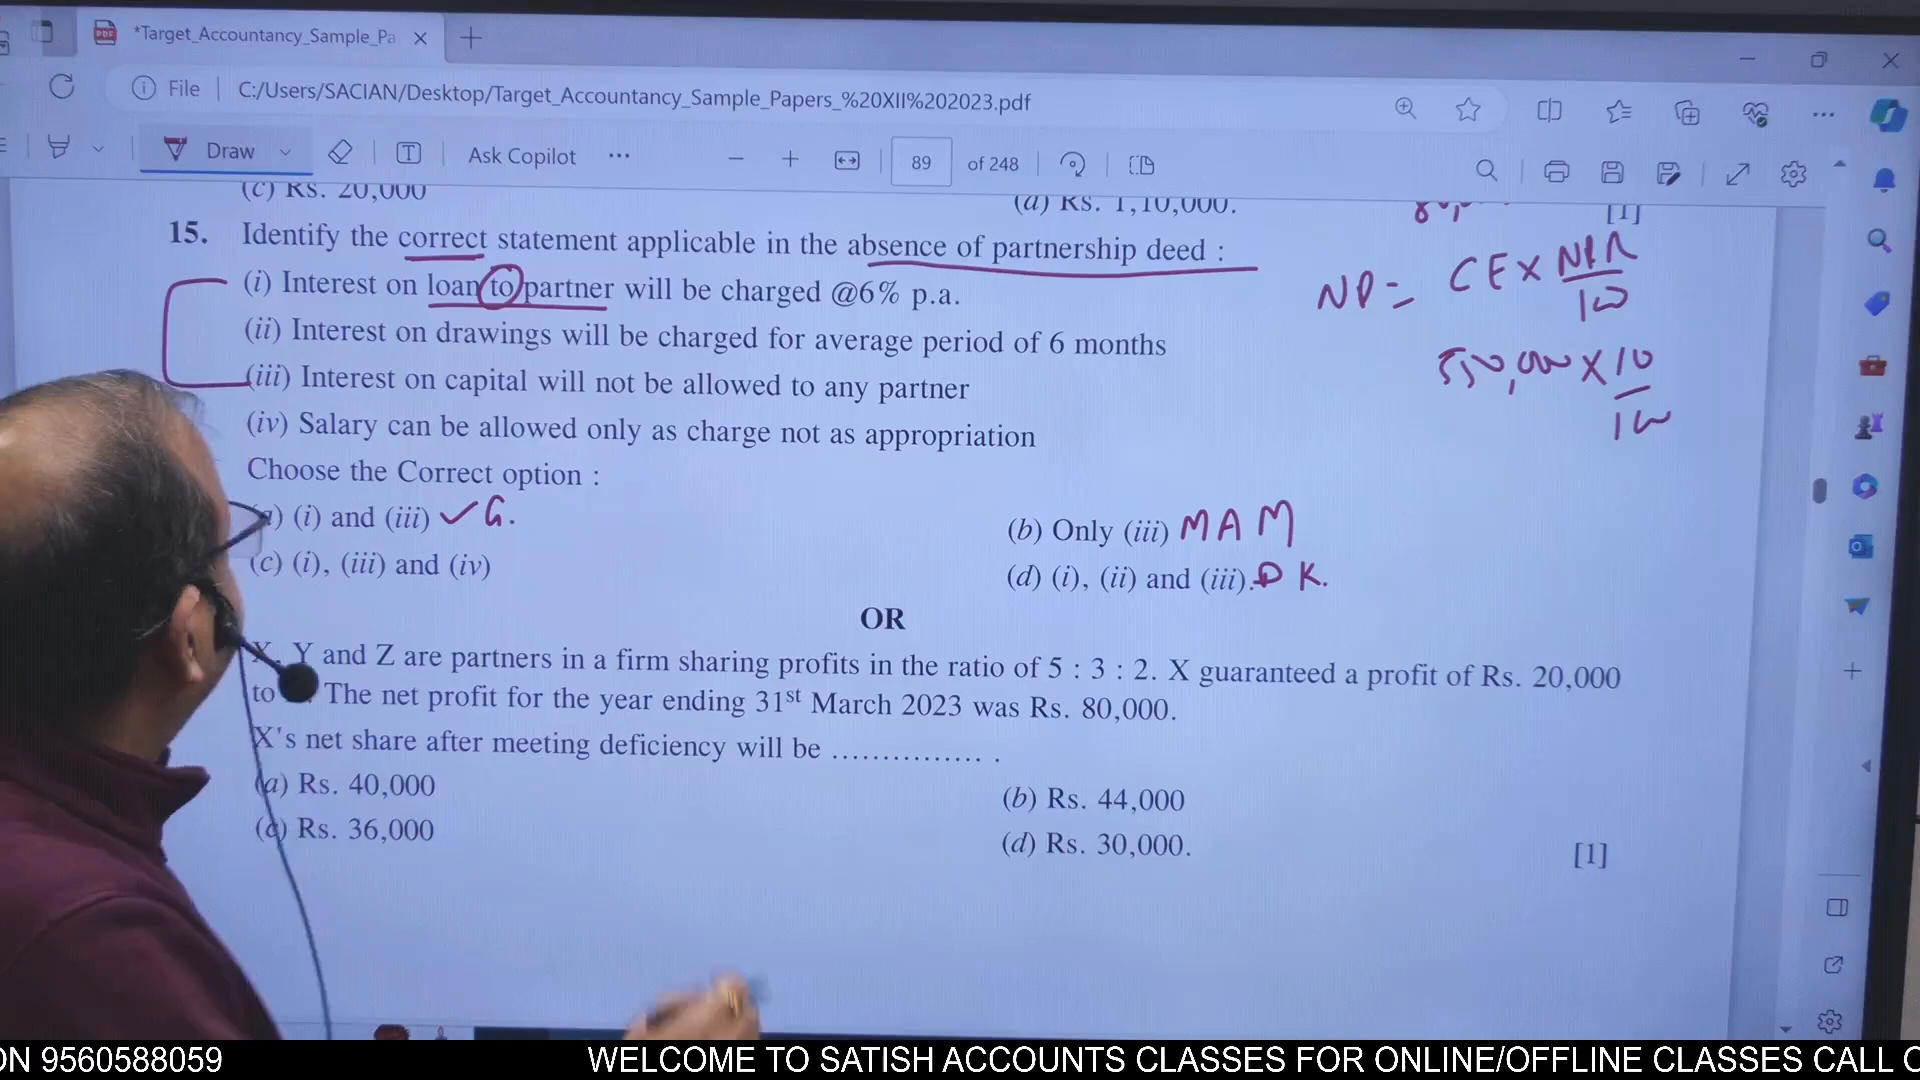 *Target_Accountancy_Sample_Pa
File C:/Users/SACIAN/Desktop/Target_Accountancy_Sample_Papers_%20XII%202023.pdf
Draw Ask Copilot 89 of 248
(c) Rs. 20,000 (d) Rs. 1,10,000.
[1]
15. Identify the correct statement applicable in the absence of partnership deed :
(i) Interest on loan to partner will be charged @6% p.a.
(ii) Interest on drawings will be charged for average period of 6 months
(iii) Interest on capital will not be allowed to any partner
(iv) Salary can be allowed only as charge not as appropriation
Choose the Correct option :
(i) and (iii) ✓ G. (b) Only (iii) MAM
(c) (i), (iii) and (iv) (d) (i), (ii) and (iii). DK.
OR
X, Y and Z are partners in a firm sharing profits in the ratio of 5 : 3 : 2. X guaranteed a profit of Rs. 20,000
to The net profit for the year ending 31st March 2023 was Rs. 80,000.
X's net share after meeting deficiency will be ............... .
(a) Rs. 40,000 (b) Rs. 44,000
(c) Rs. 36,000 (d) Rs. 30,000.
[1]
ON 9560588059 WELCOME TO SATISH ACCOUNTS CLASSES FOR ONLINE/OFFLINE CLASSES CALL O